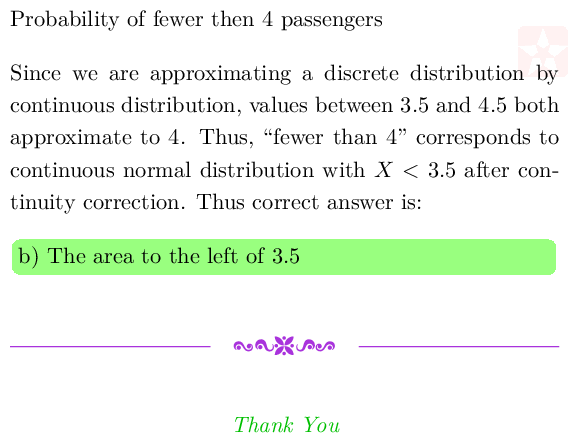 Probability of fewer then 4 passengers
Since we are approximating a discrete distribution by
continuous distribution, values between 3.5 and 4.5 both
approximate to 4. Thus, “fewer than 4” corresponds to
continuous normal distribution with X < 3.5 after con-
tinuity correction. Thus correct answer is:
b) The area to the left of 3.5
Thank You